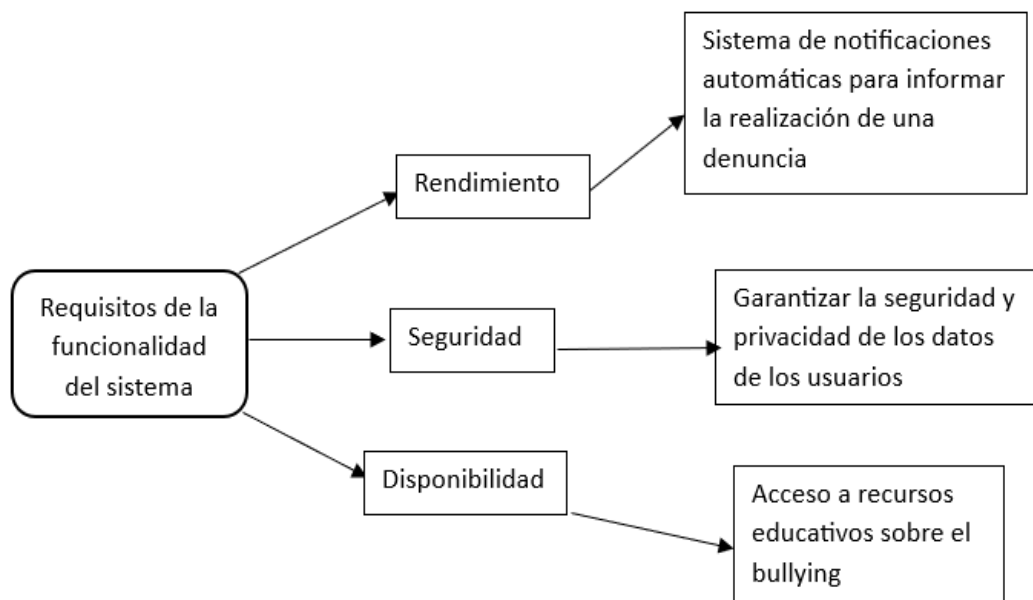 Requisitos de la
funcionalidad
del sistema
Rendimiento
Sistema de notificaciones
automáticas para informar
la realización de una
denuncia
Seguridad
Garantizar la seguridad y
privacidad de los datos
de los usuarios
Disponibilidad
Acceso a recursos
educativos sobre el
bullying